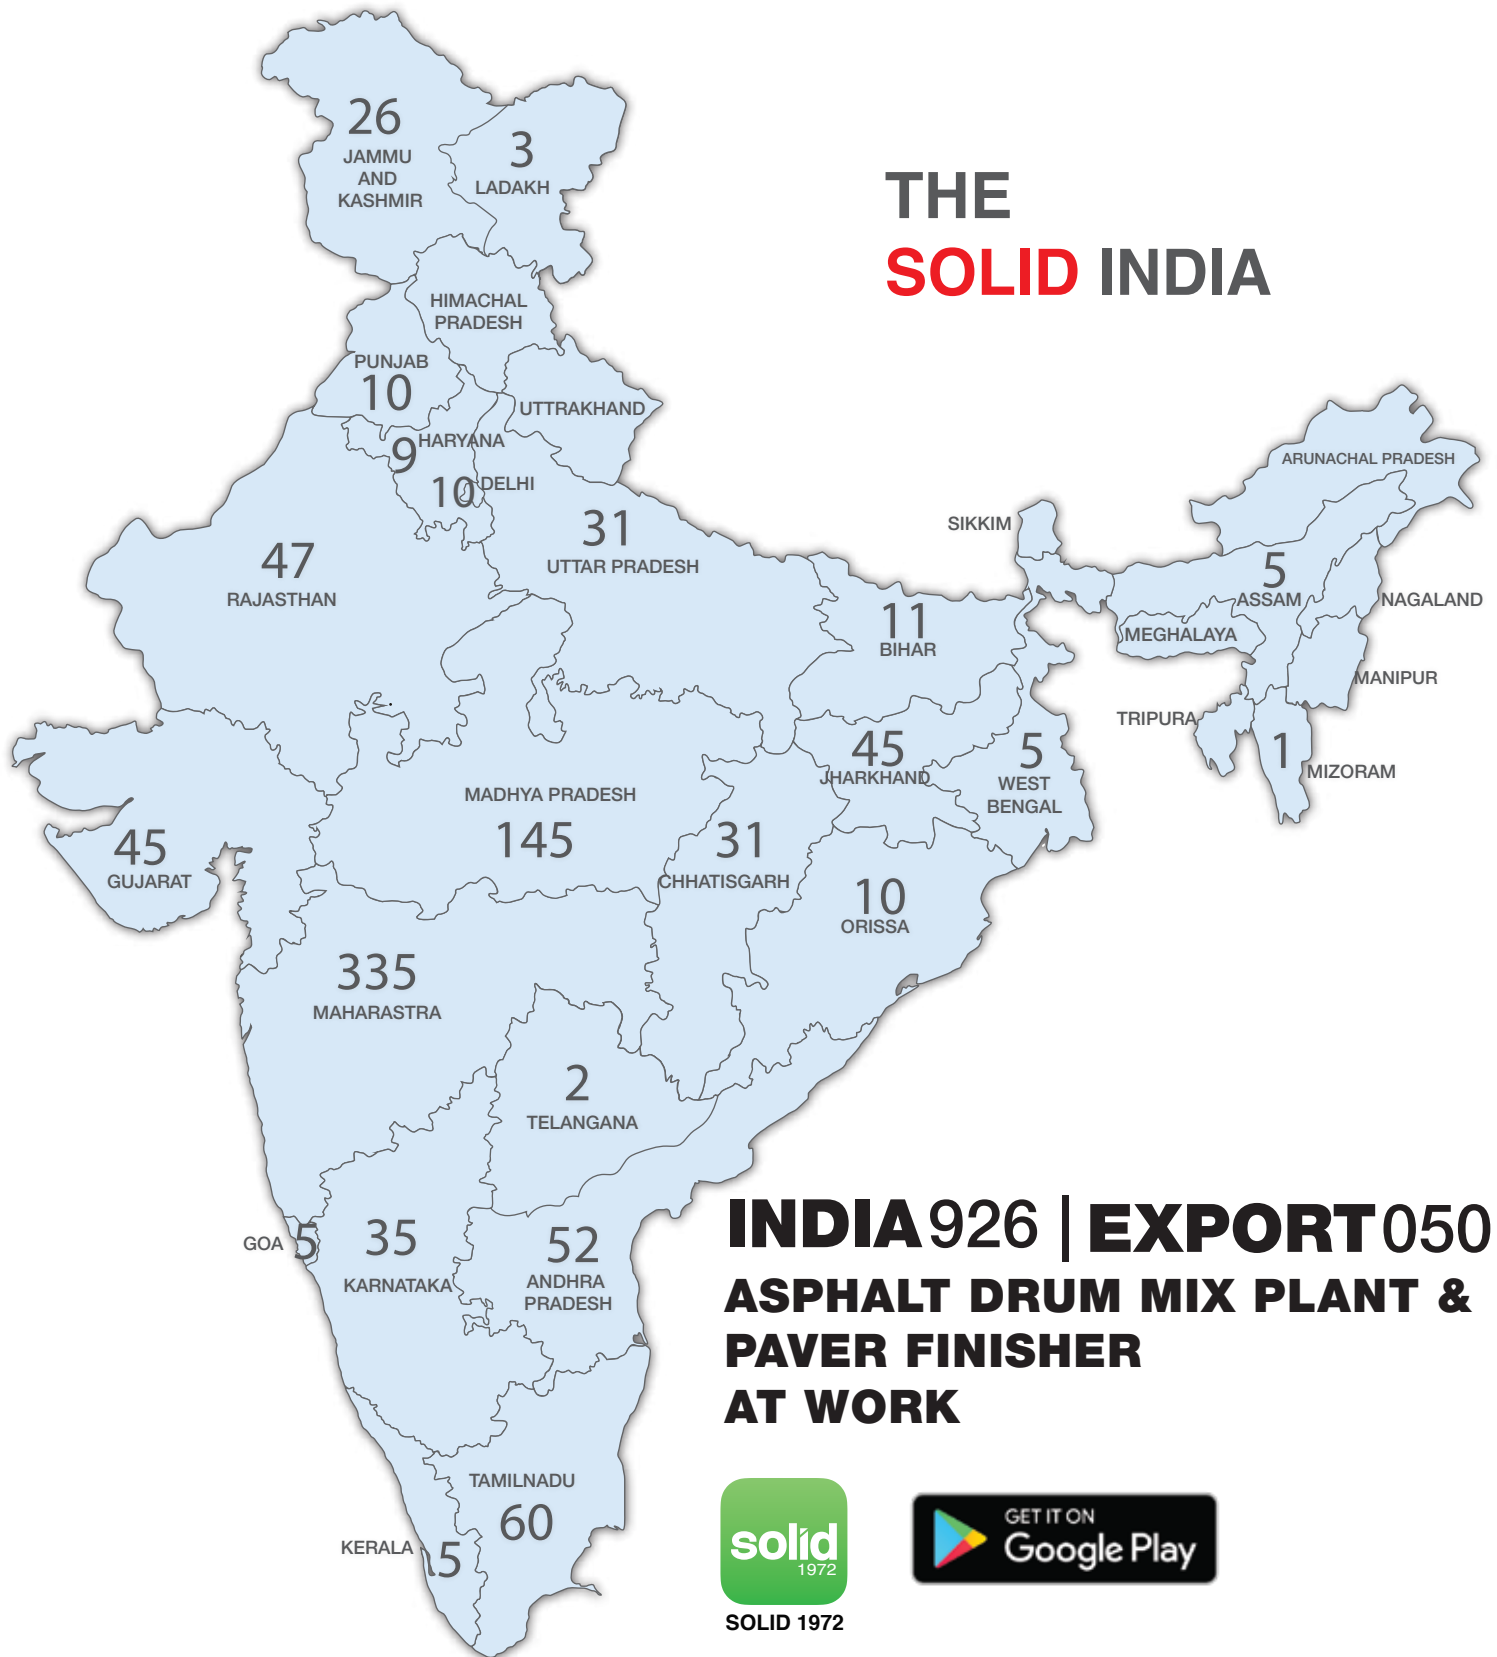 26
JAMMU
AND
KASHMIR
3
LADAKH
THE
SOLID INDIA
HIMACHAL
PRADESH
PUNJAB
10
UTTRAKHAND
9 HARYANA
10 DELHI
ARUNACHAL PRADESH
SIKKIM
31
UTTAR PRADESH
47
RAJASTHAN
5
ASSAM
NAGALAND
11
BIHAR
MEGHALAYA
MANIPUR
TRIPURA
1
MIZORAM
45
JHARKHAND
5
WEST
BENGAL
MADHYA PRADESH
145
31
CHHATISGARH
45
GUJARAT
10
ORISSA
335
MAHARASTRA
2
TELANGANA
GOA 5
35
KARNATAKA
52
ANDHRA
PRADESH
INDIA 926 | EXPORT 050
ASPHALT DRUM MIX PLANT &
PAVER FINISHER
AT WORK
TAMILNADU
60
KERALA 5
solid
1972
SOLID 1972
GET IT ON
Google Play